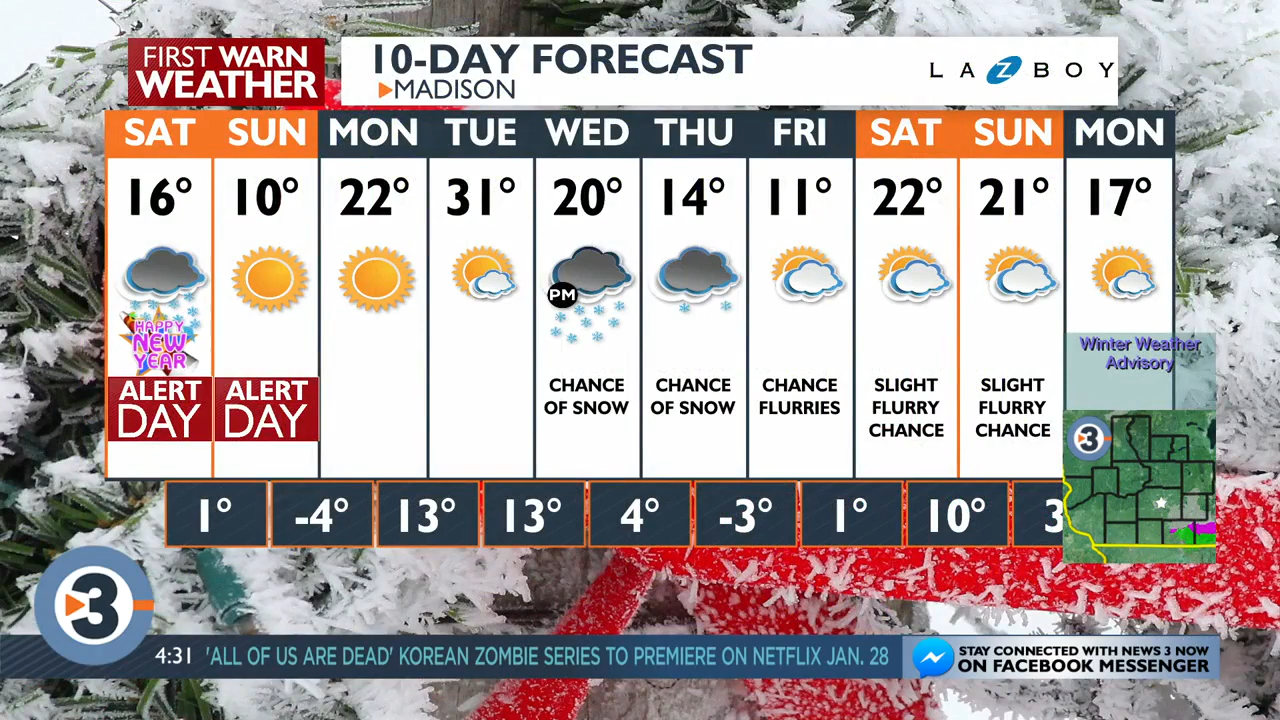 FIRST WARN
WEATHER
10-DAY FORECAST
MADISON
LA Z BOY
SAT SUN MON TUE WED THU FRI SAT SUN MON
16° 10° 22° 31° 20° 14° 11° 22° 21° 17°
PM
HAPPY
NEW
YEAR
Winter Weather
Advisory
ALERT
DAY
ALERT
DAY
CHANCE
OF SNOW
CHANCE
OF SNOW
CHANCE
FLURRIES
SLIGHT
FLURRY
CHANCE
SLIGHT
FLURRY
CHANCE
3
1° -4° 13° 13° 4° -3° 1° 10° 3
3
4:31 'ALL OF US ARE DEAD' KOREAN ZOMBIE SERIES TO PREMIERE ON NETFLIX JAN. 28
STAY CONNECTED WITH NEWS 3 NOW
ON FACEBOOK MESSENGER